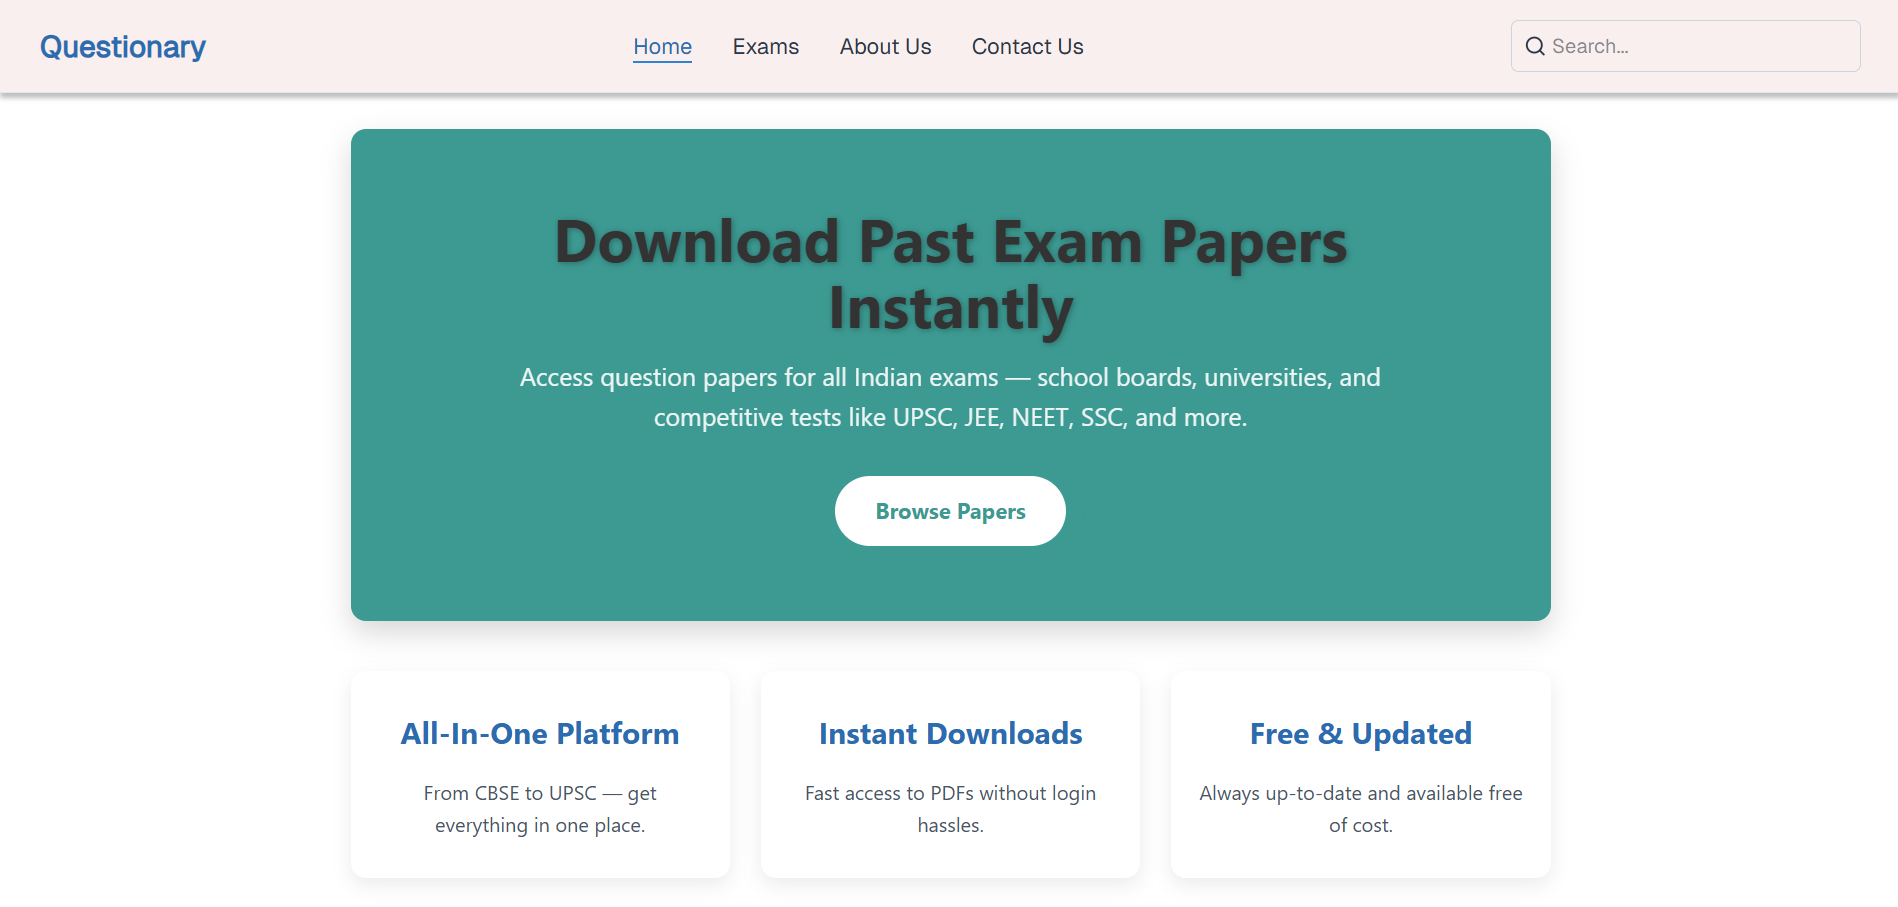 Questionary
Home
Exams
About Us
Contact Us
Search...
Download Past Exam Papers
Instantly
Access question papers for all Indian exams — school boards, universities, and
competitive tests like UPSC, JEE, NEET, SSC, and more.
Browse Papers
All-In-One Platform
From CBSE to UPSC — get
everything in one place.
Instant Downloads
Fast access to PDFs without login
hassles.
Free & Updated
Always up-to-date and available free
of cost.